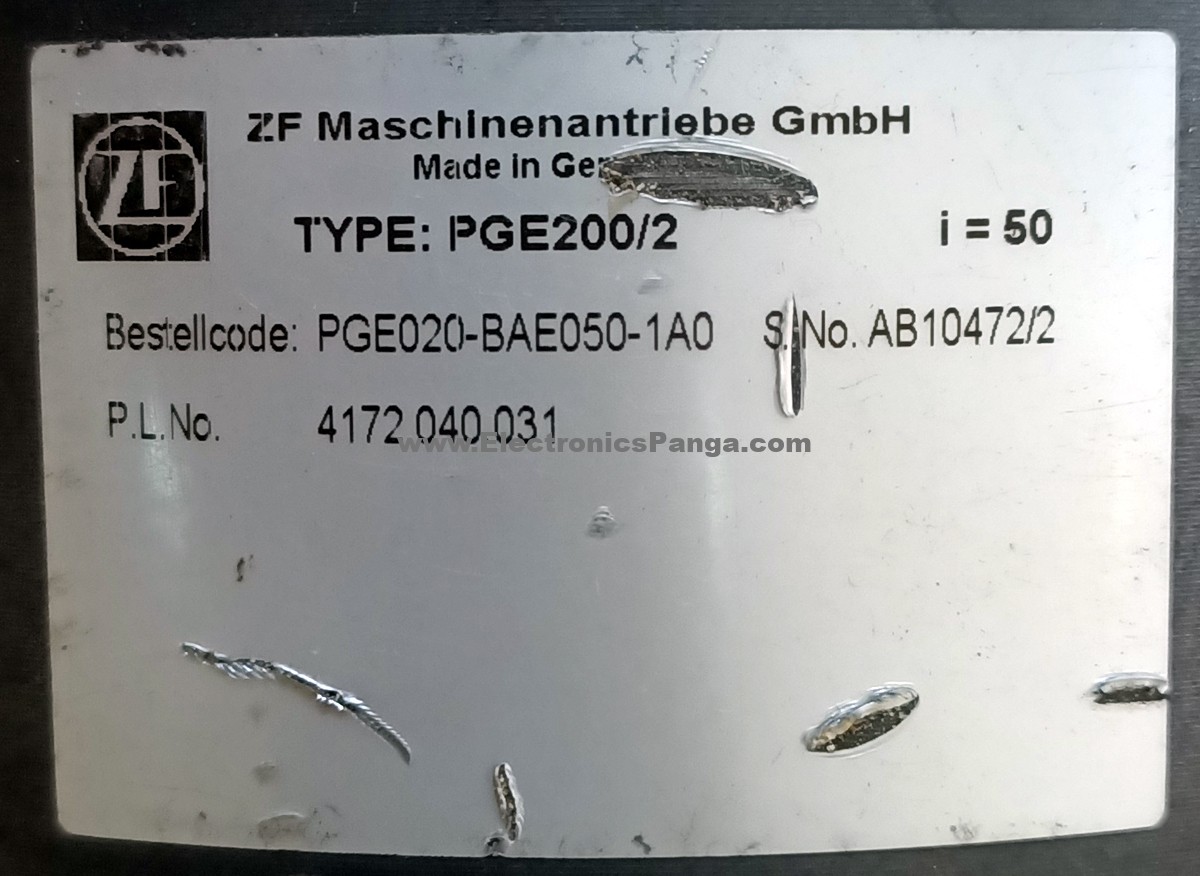 ZF
ZF Maschinenantriebe GmbH
Made in
TYPE: PGE200/2 i = 50
Bestellcode: PGE020-BAE050-1A0 S.No. AB10472/2
P.L.No. 4172 040 031
www.ElectronicsPanga.com